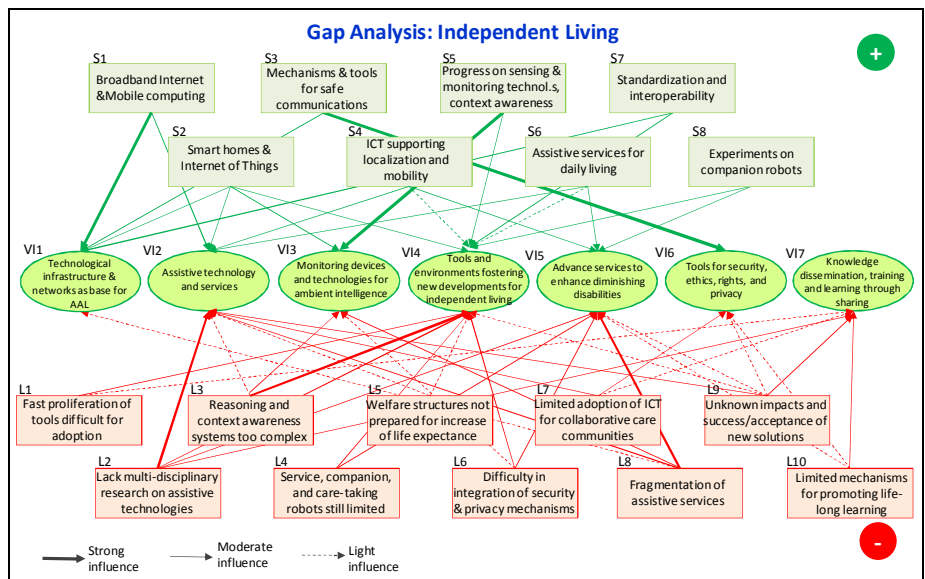 Gap Analysis: Independent Living
+
S1
Broadband Internet
&Mobile computing
S3
Mechanisms & tools
for safe
communications
S5
Progress on sensing &
monitoring technol.s,
context awareness
S7
Standardization and
interoperability
S2
Smart homes &
Internet of Things
S4
ICT supporting
localization and
mobility
S6
Assistive services for
daily living
S8
Experiments on
companion robots
VI1
Technological
infrastructure &
networks as base for
AAL
VI2
Assistive technology
and services
VI3
Monitoring devices
and technologies for
ambient intelligence
VI4
Tools and
environments fostering
new developments for
independent living
VI5
Advance services to
enhance diminishing
disabilities
VI6
Tools for security,
ethics, rights, and
privacy
VI7
Knowledge
dissemination, training
and learning through
sharing
L1
Fast proliferation of
tools difficult for
adoption
L3
Reasoning and
context awareness
systems too complex
L5
Welfare structures not
prepared for increase
of life expectance
L7
Limited adoption of ICT
for collaborative care
communities
L9
Unknown impacts and
success/acceptance of
new solutions
L2
Lack multi-disciplinary
research on assistive
technologies
L4
Service, companion,
and care-taking
robots still limited
L6
Difficulty in
integration of security
& privacy mechanisms
L8
Fragmentation of
assistive services
L10
Limited mechanisms
for promoting life-
long learning
Strong
influence
Moderate
influence
Light
influence
-